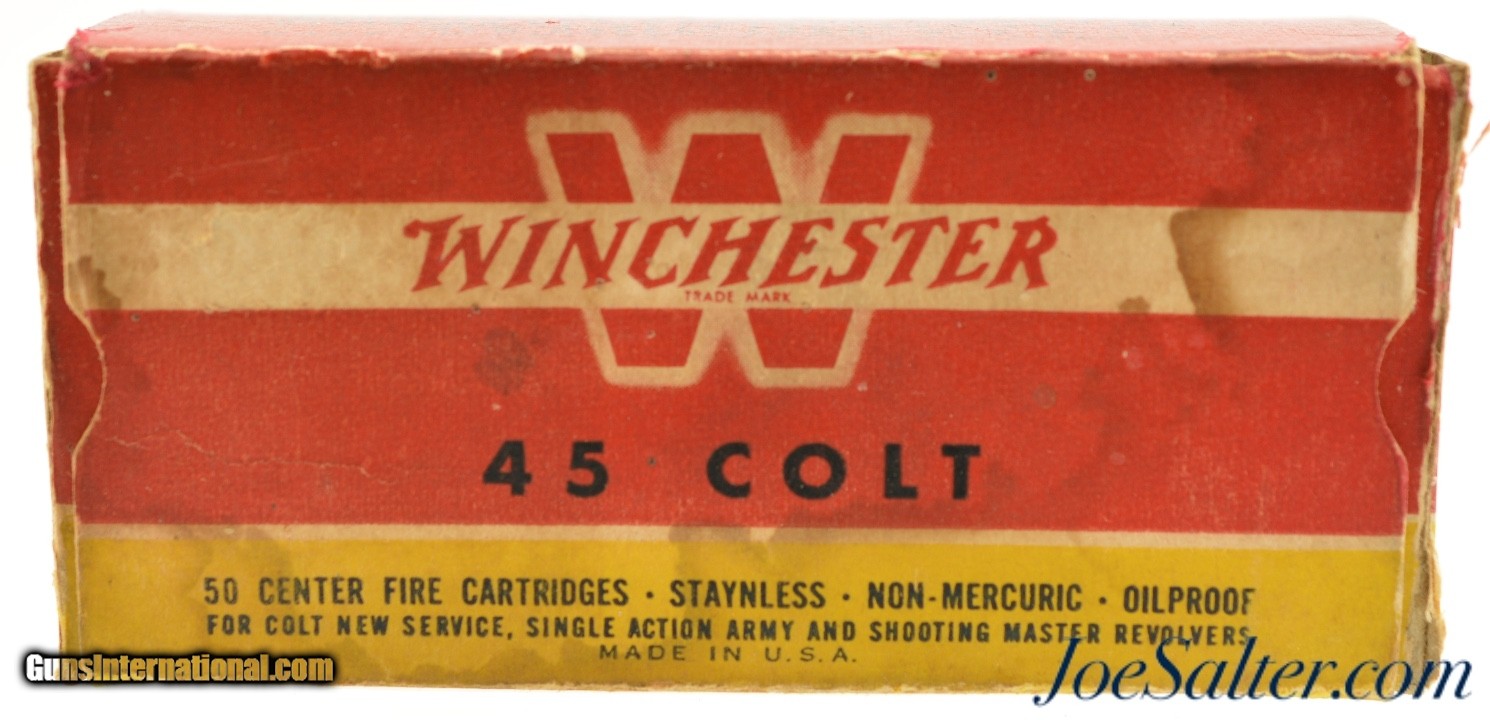 W
WINCHESTER
TRADE MARK
45 COLT
50 CENTER FIRE CARTRIDGES · STAYNLESS · NON-MERCURIC · OILPROOF
FOR COLT NEW SERVICE, SINGLE ACTION ARMY AND SHOOTING MASTER REVOLVERS
MADE IN U.S.A.
GunsInternational.com
JoeSalter.com